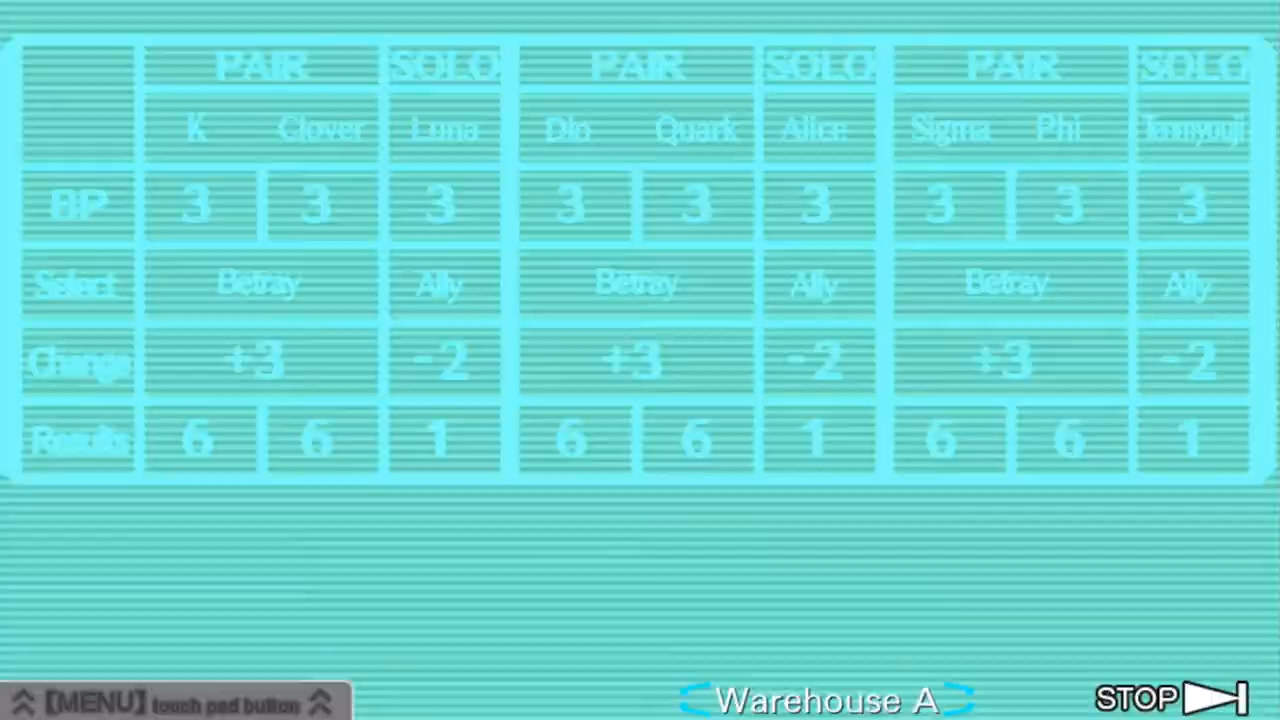 PAIR SOLO PAIR SOLO PAIR SOLO
K Clover Luna Dio Quark Alice Sigma Phi Tenmyouji
BP 3 3 3 3 3 3 3 3 3
Select Betray Ally Betray Ally Betray Ally
Change +3 -2 +3 -2 +3 -2
Results 6 6 1 6 6 1 6 6 1
【MENU】touch pad button
Warehouse A
STOP